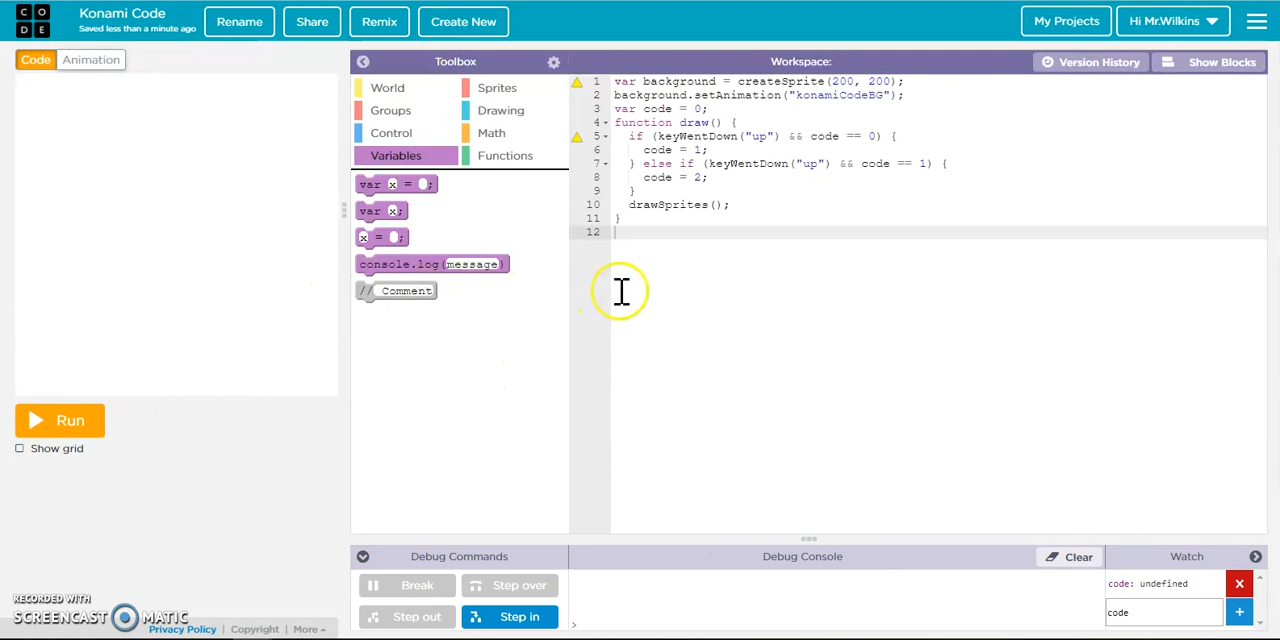 CO
DE
Konami Code
Saved less than a minute ago
Rename
Share
Remix
Create New
My Projects
Hi Mr.Wilkins
Code
Animation
Toolbox
Workspace:
Version History
Show Blocks
World
Sprites
Groups
Drawing
Control
Math
Variables
Functions
var x = ;
var x;
x = ;
console.log(message)
// Comment
1 var background = createSprite(200, 200);
2 background.setAnimation("konamiCodeBG");
3 var code = 0;
4 function draw() {
5 if (keyWentDown("up") && code == 0) {
6 code = 1;
7 } else if (keyWentDown("up") && code == 1) {
8 code = 2;
9 }
10 drawSprites();
11 }
12
Run
Show grid
Debug Commands
Debug Console
Clear
Watch
Break
Step over
Step out
Step in
>
code: undefined
X
code
+
RECORDED WITH
SCREENCAST MATIC
Privacy Policy | Copyright | More